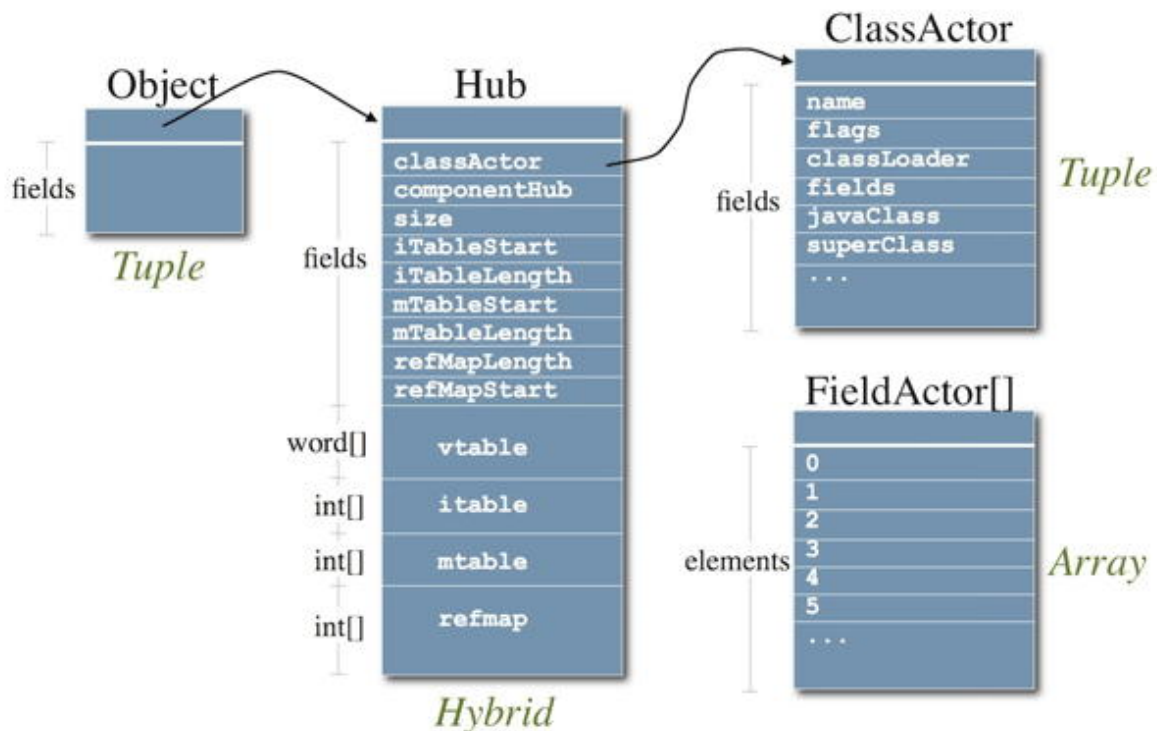 Object
fields
Tuple
Hub
classActor
componentHub
size
iTableStart
iTableLength
mTableStart
mTableLength
refMapLength
refMapStart
fields
word[]
vtable
int[]
itable
int[]
mtable
int[]
refmap
Hybrid
ClassActor
name
flags
classLoader
fields
javaClass
superClass
...
fields
Tuple
FieldActor[]
0
1
2
3
4
5
...
elements
Array